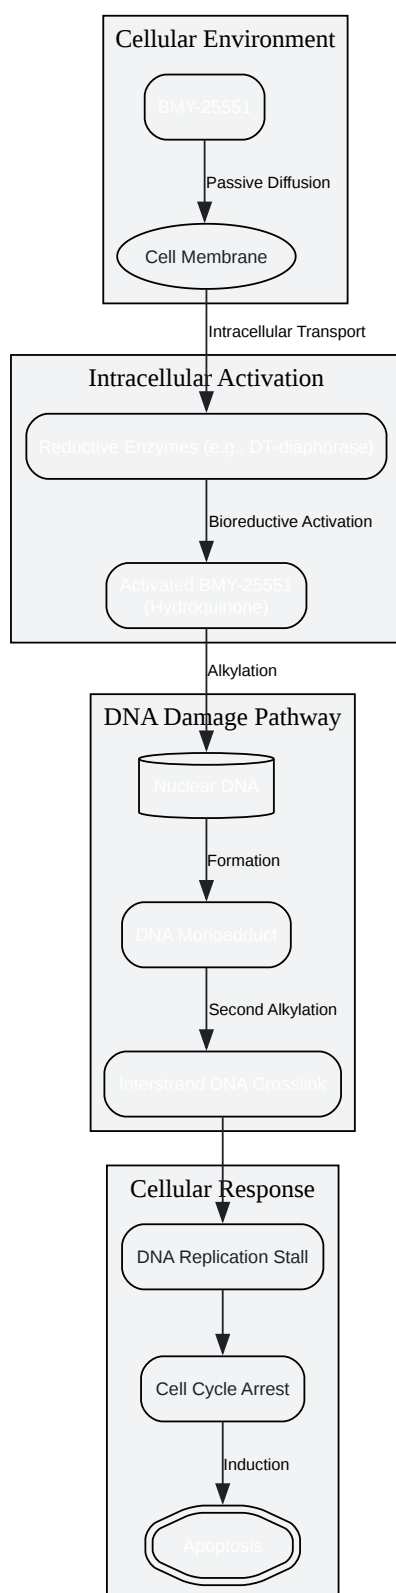 Cellular Environment
BMY-25551
Passive Diffusion
Cell Membrane
Intracellular Transport
Intracellular Activation
Reductive Enzymes (e.g., DT-diaphorase)
Bioreductive Activation
Activated BMY-25551
(Hydroquinone)
Alkylation
DNA Damage Pathway
Nuclear DNA
Formation
DNA Monoadduct
Second Alkylation
Interstrand DNA Crosslink
Cellular Response
DNA Replication Stall
Cell Cycle Arrest
Induction
Apoptosis